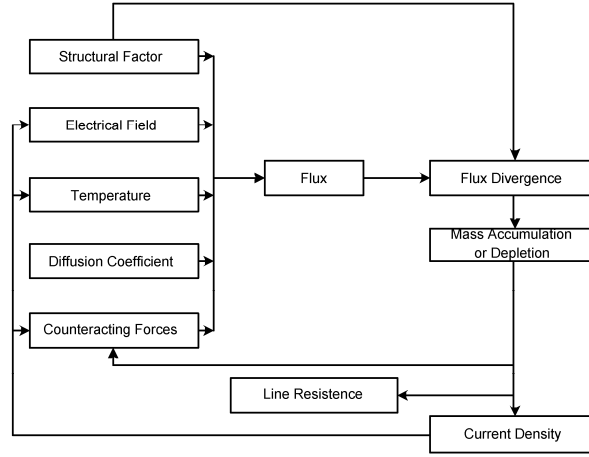 Structural Factor
Electrical Field
Temperature
Flux
Flux Divergence
Mass Accumulation
or Depletion
Diffusion Coefficient
Counteracting Forces
Line Resistence
Current Density